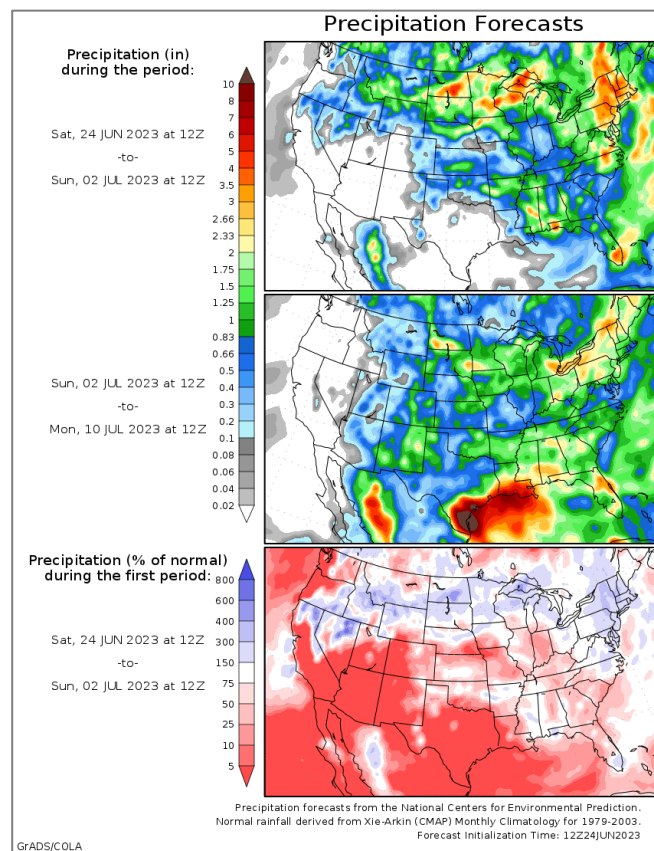 Precipitation Forecasts
Precipitation (in)
during the period:
Sat, 24 JUN 2023 at 12Z
-to-
Sun, 02 JUL 2023 at 12Z
10
8
7
6
5
4
3.5
3
2.66
2.33
2
1.75
1.5
1.25
1
0.83
0.66
0.5
0.4
0.3
0.2
0.1
0.08
0.06
0.04
0.02
Sun, 02 JUL 2023 at 12Z
-to-
Mon, 10 JUL 2023 at 12Z
Precipitation (% of normal)
during the first period:
Sat, 24 JUN 2023 at 12Z
-to-
Sun, 02 JUL 2023 at 12Z
800
600
400
300
150
75
50
25
10
5
Precipitation forecasts from the National Centers for Environmental Prediction.
Normal rainfall derived from Xie-Arkin (CMAP) Monthly Climatology for 1979-2003.
Forecast Initialization Time: 12Z24JUN2023
GrADS/COLA